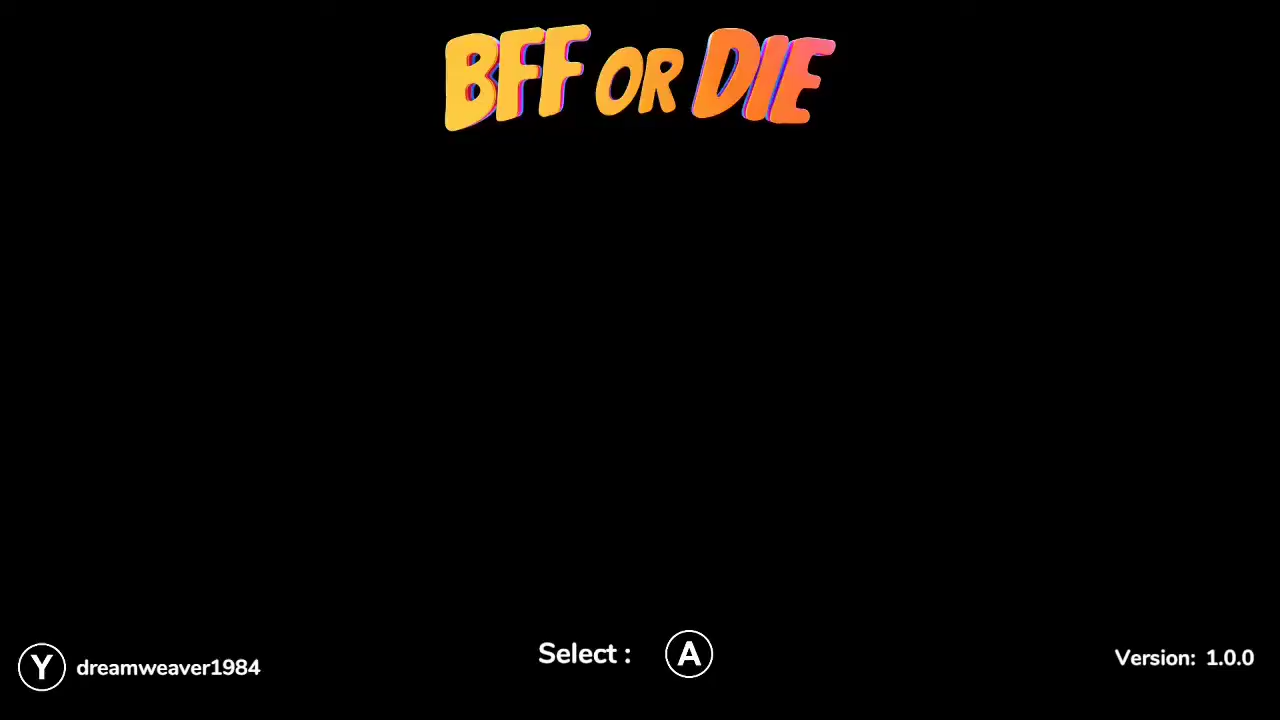 BFF OR DIE
Select : A
Y dreamweaver1984
Version: 1.0.0